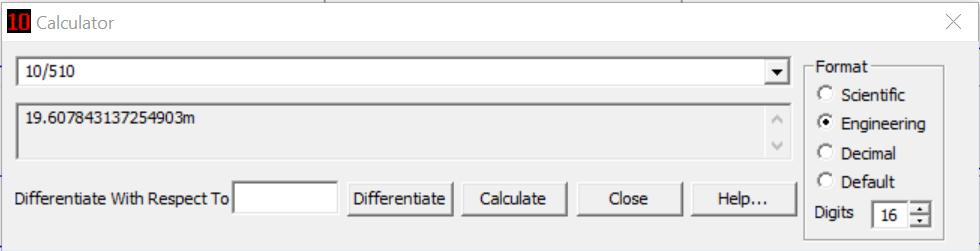 10 Calculator
10/510
19.607843137254903m
Differentiate With Respect To
Differentiate
Calculate
Close
Help...
Format
Scientific
Engineering
Decimal
Default
Digits 16